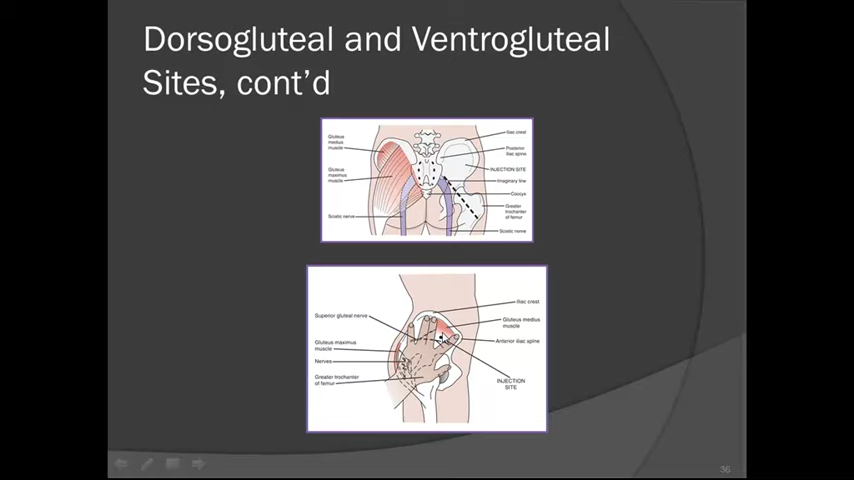 Dorsogluteal and Ventrogluteal
Sites, cont'd
Gluteus
medius
muscle
Gluteus
maximus
muscle
Sciatic nerve
Iliac crest
Posterior
iliac spine
INJECTION SITE
Imaginary line
Coccyx
Greater
trochanter
of femur
Sciatic nerve
Superior gluteal nerve
Gluteus maximus
muscle
Nerves
Greater trochanter
of femur
Iliac crest
Gluteus medius
muscle
Anterior iliac spine
INJECTION
SITE
36